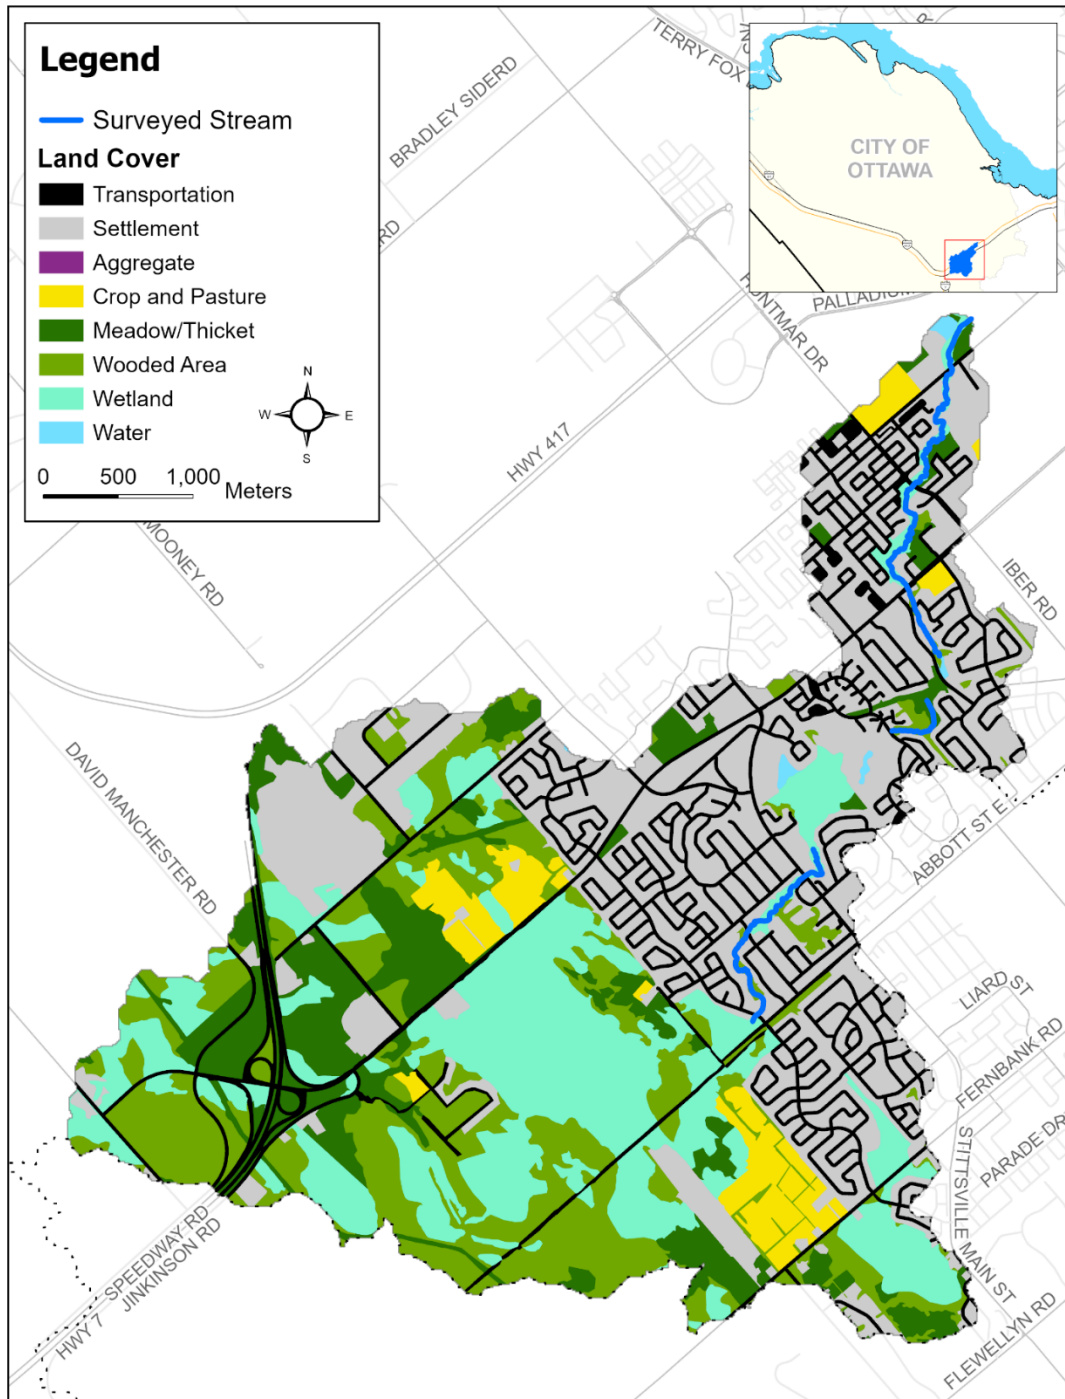 Legend
Surveyed Stream
Land Cover
Transportation
Settlement
Aggregate
Crop and Pasture
Meadow/Thicket
Wooded Area
Wetland
Water
N
W
E
S
0 500 1,000 Meters
TERRY FOX
BRADLEY SIDERD
RD
CITY OF
OTTAWA
HUNTMAR DR
PALLADIUM
HWY 417
MOONEY RD
IBER RD
DAVID MANCHESTER RD
ABBOTT ST E
LIARD ST
FERNBANK RD
PARADE DR
STITTSVILLE MAIN ST
FLEWELLYN RD
SPEEDWAY RD
JINKINSON RD
HWY 7